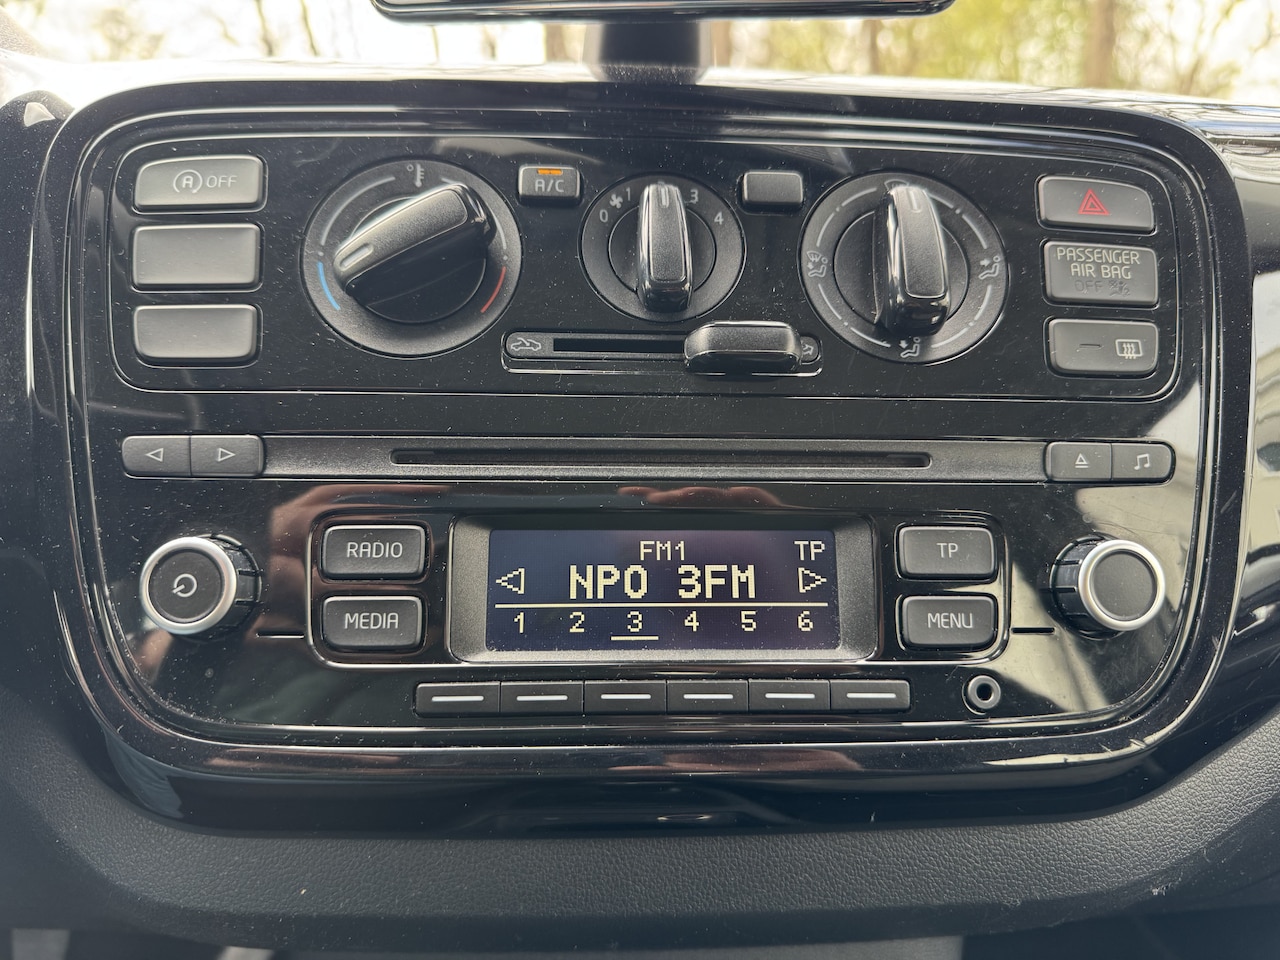 A OFF
A/C
0 1 3 4
PASSENGER
AIR BAG
OFF
RADIO
MEDIA
FM1 TP
NPO 3FM
1 2 3 4 5 6
TP
MENU